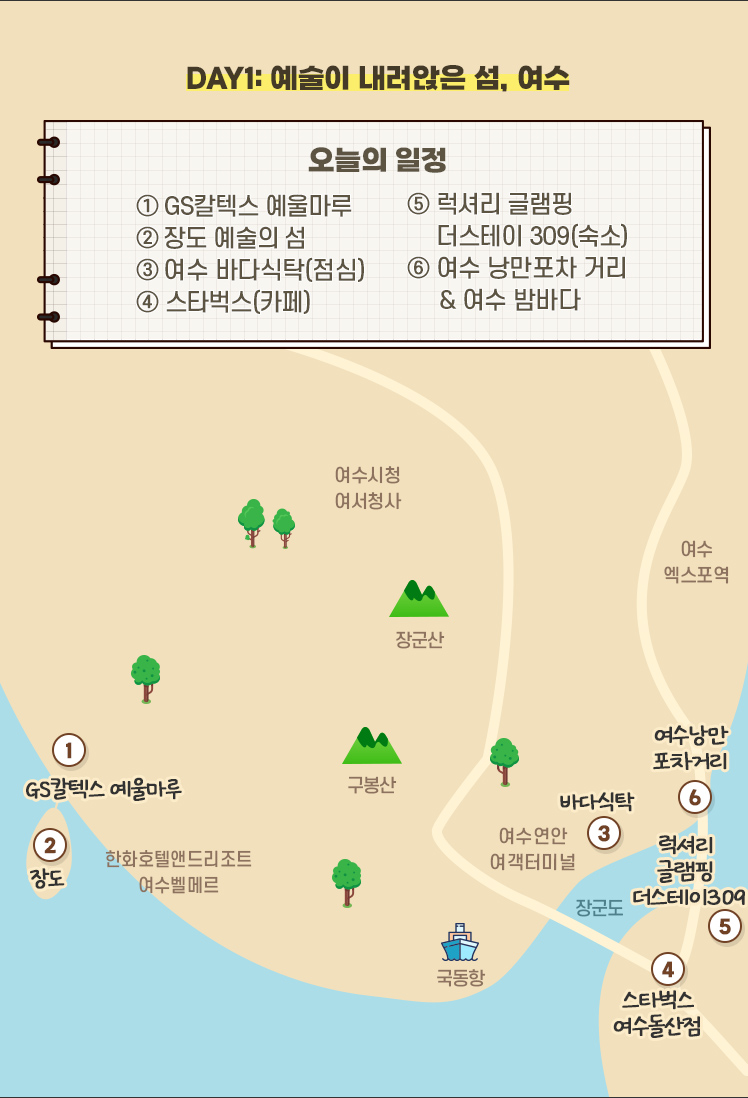 DAY1: 예술이 내려앉은 섬, 여수
오늘의 일정
① GS칼텍스 예울마루
② 장도 예술의 섬
③ 여수 바다식탁(점심)
④ 스타벅스(카페)
⑤ 럭셔리 글램핑
더스테이 309(숙소)
⑥ 여수 낭만포차 거리
& 여수 밤바다
여수시청
여서청사
여수
엑스포역
장군산
1
GS칼텍스 예울마루
구봉산
여수낭만
포차거리
6
바다식탁
3
2
장도
한화호텔앤드리조트
여수벨메르
여수연안
여객터미널
럭셔리
글램핑
더스테이309
5
장군도
국동항
4
스타벅스
여수돌산점